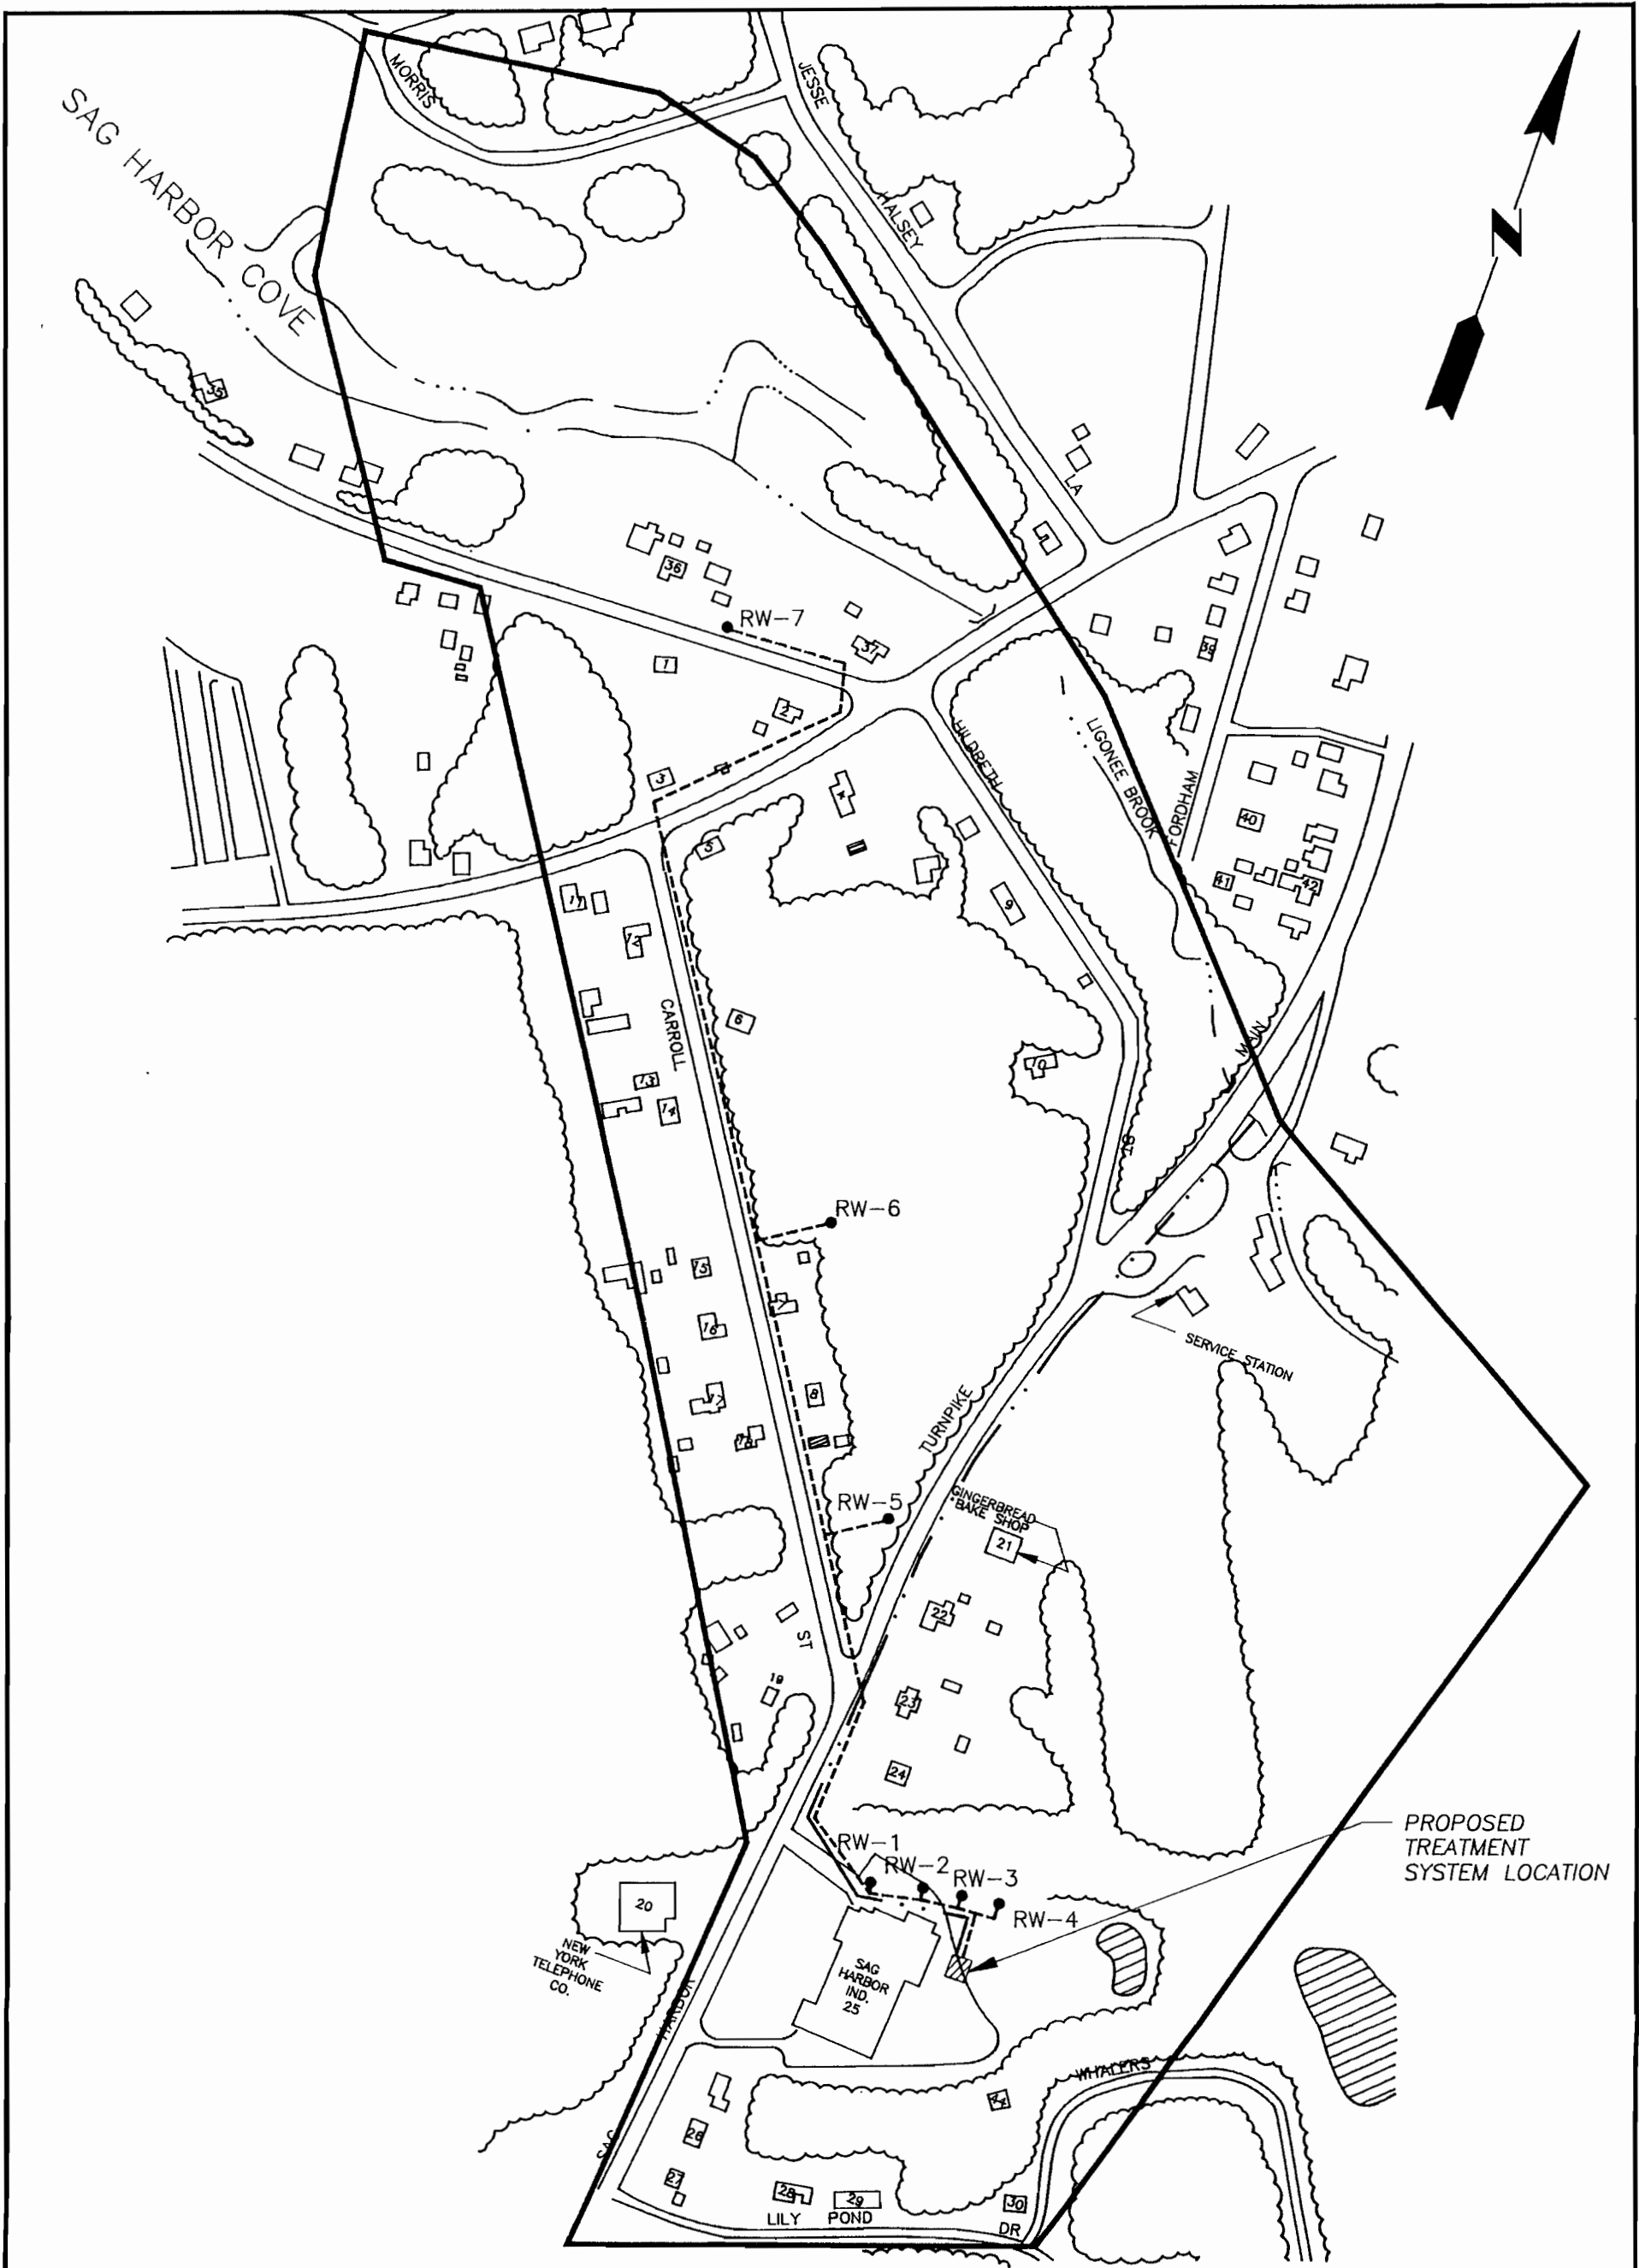 SAG HARBOR COVE
MORRIS
JESSE
HALSEY
LA
N
35
36
RW-7
37
1
2
3
4
5
HILDRETH
LIGONEE BROOK
FORDHAM
39
40
41
42
9
11
12
CARROLL
6
10
MAIN
13
14
ST
RW-6
15
7
16
SERVICE STATION
17
8
18
TURNPIKE
RW-5
GINGERBREAD
BAKE SHOP
21
22
ST
19
23
24
PROPOSED
TREATMENT
SYSTEM LOCATION
RW-1
RW-2
RW-3
RW-4
20
NEW
YORK
TELEPHONE
CO.
SAG
HARBOR
IND.
25
HARBOR
SAG
WHALERS
26
27
28
29
30
LILY POND
DR